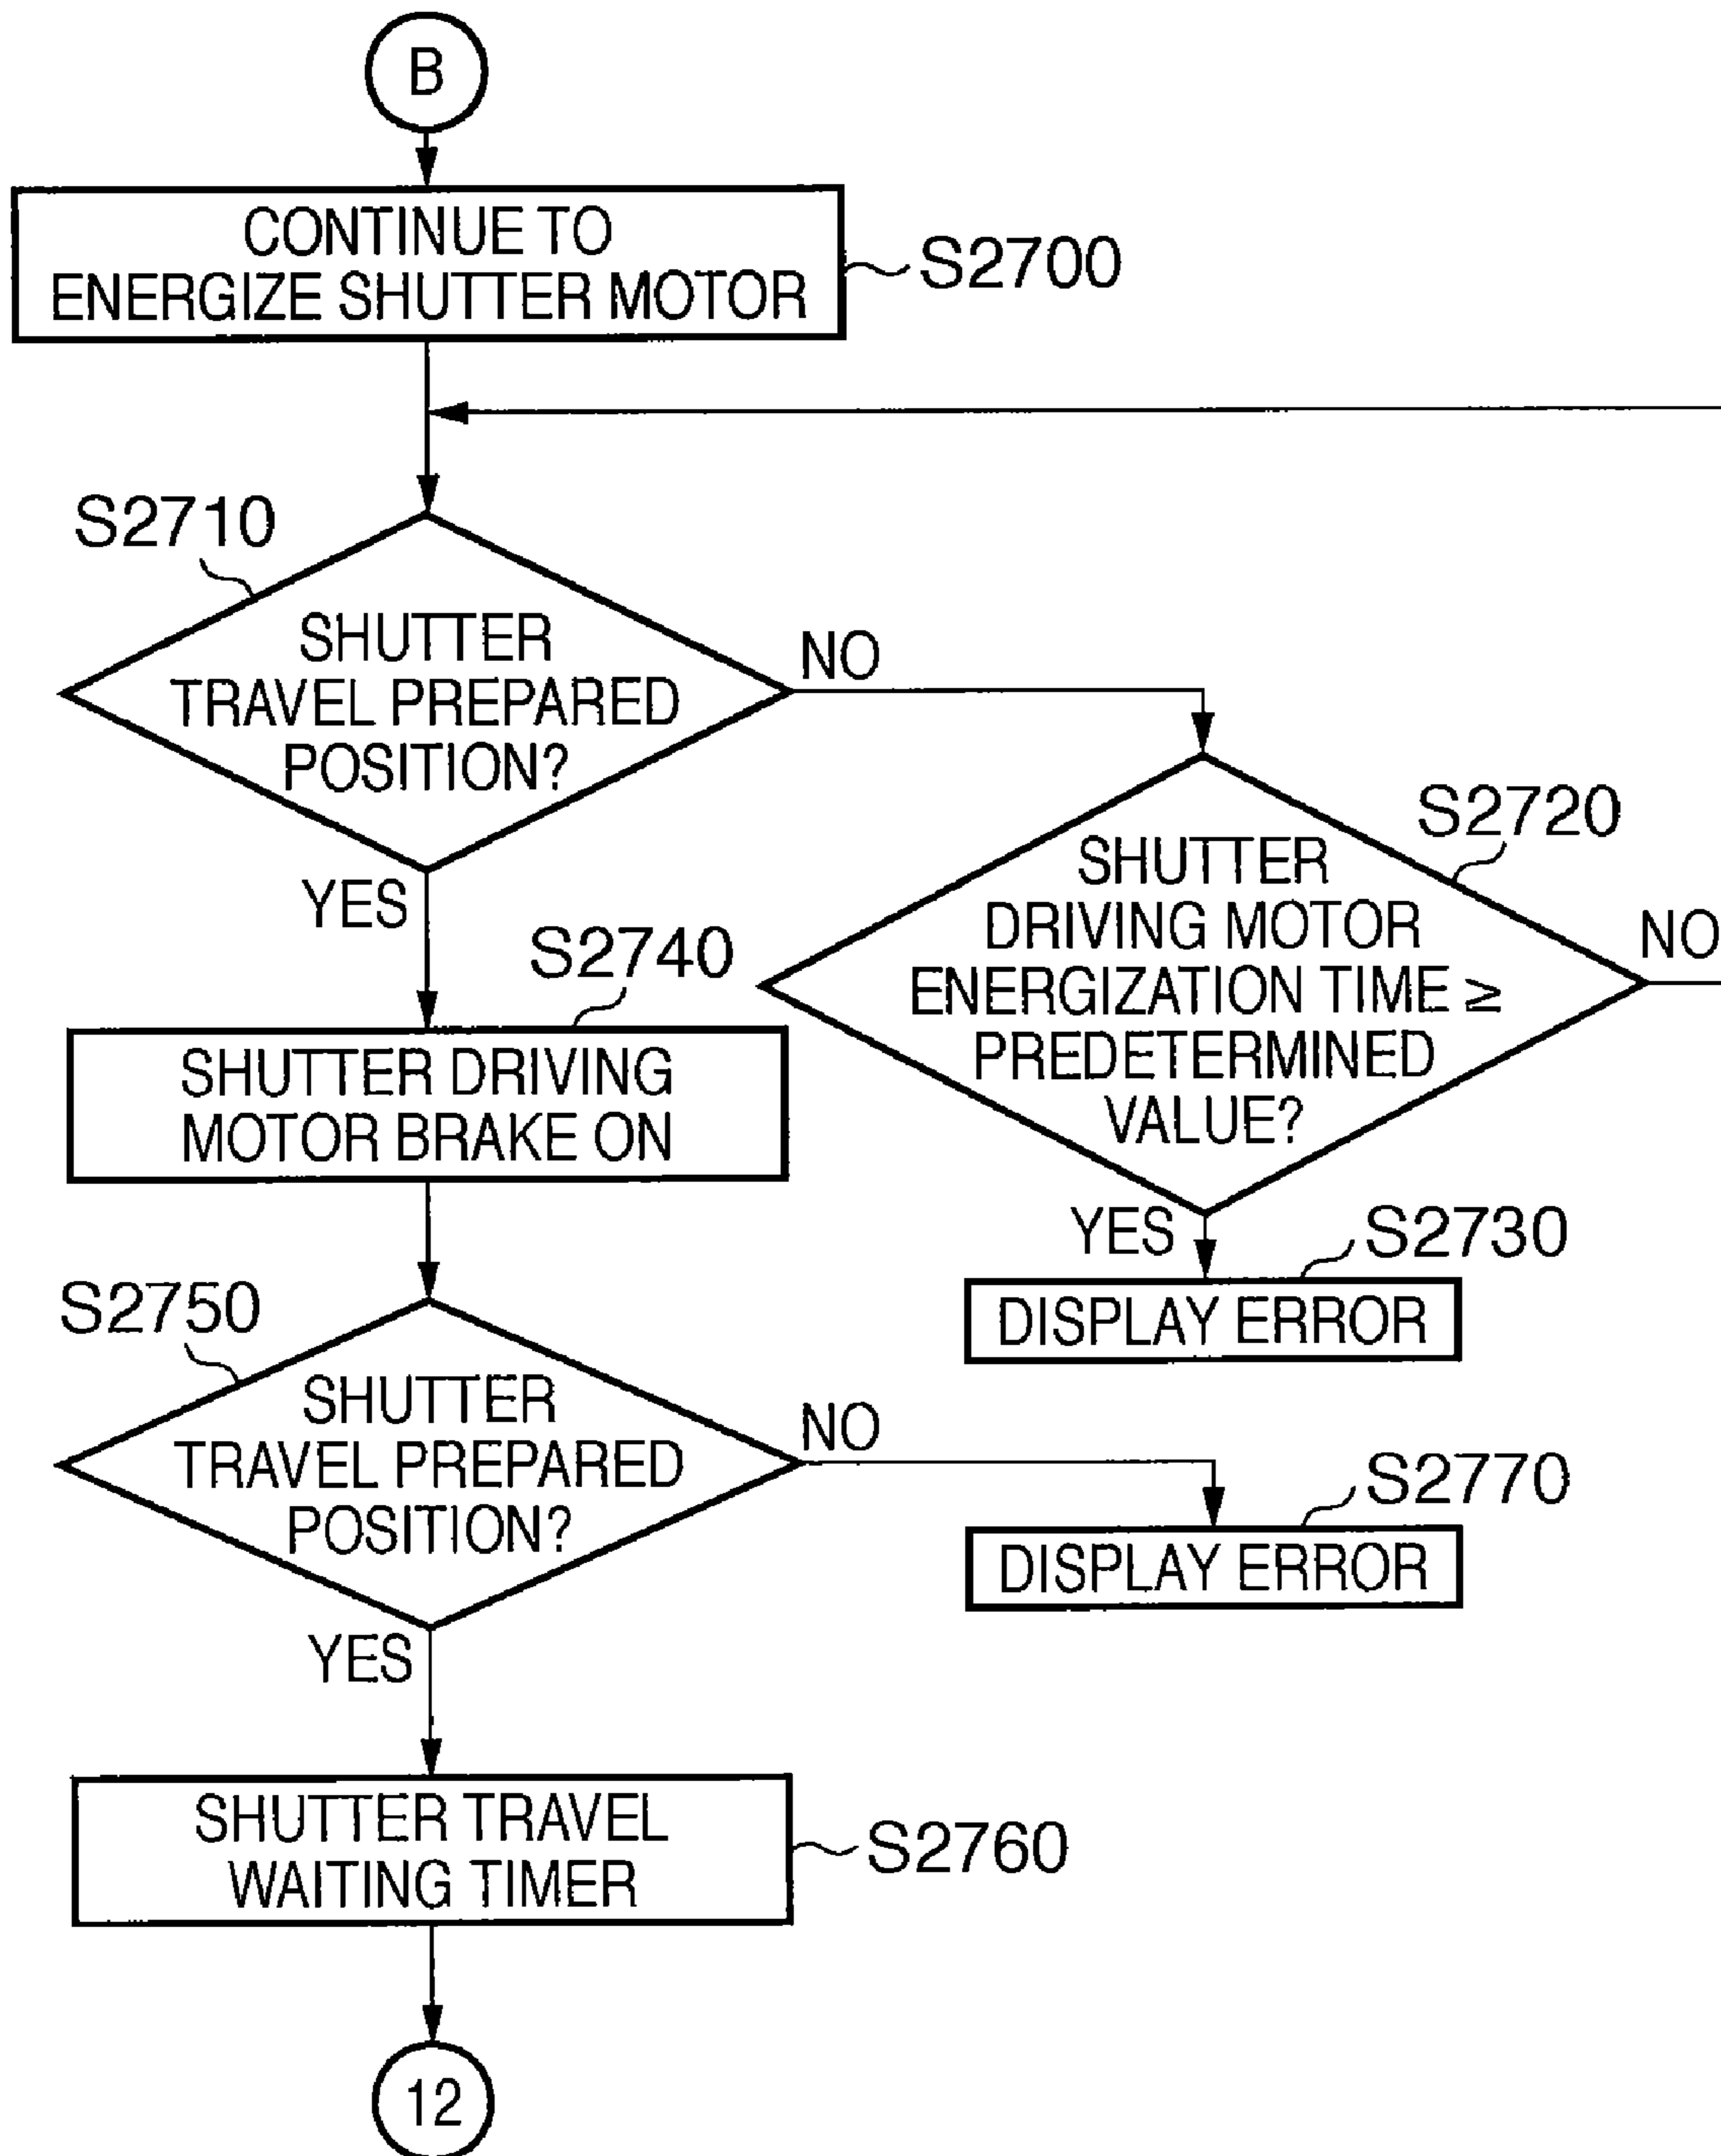 B
CONTINUE TO
ENERGIZE SHUTTER MOTOR
S2700
S2710
SHUTTER
TRAVEL PREPARED
POSITION?
NO
YES
S2720
SHUTTER
DRIVING MOTOR
ENERGIZATION TIME ≥
PREDETERMINED
VALUE?
NO
YES
S2730
DISPLAY ERROR
S2740
SHUTTER DRIVING
MOTOR BRAKE ON
S2750
SHUTTER
TRAVEL PREPARED
POSITION?
NO
YES
S2770
DISPLAY ERROR
SHUTTER TRAVEL
WAITING TIMER
S2760
12